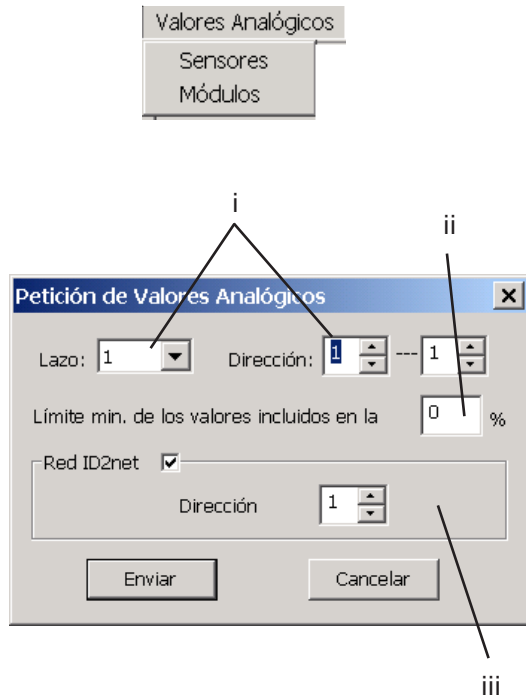 Valores Analógicos
Sensores
Módulos
i
ii
Petición de Valores Analógicos
Lazo: 1 Dirección: 1 --- 1
Límite min. de los valores incluidos en la 0 %
Red ID2net
Dirección 1
Enviar Cancelar
iii